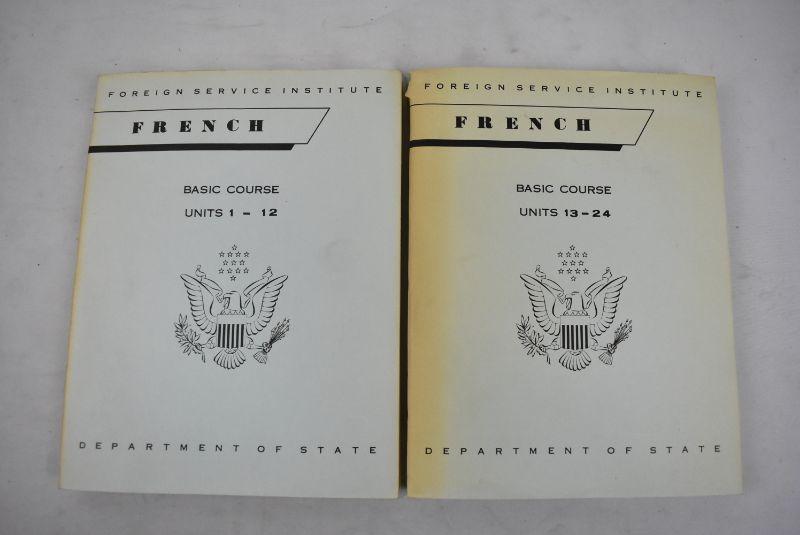 FOREIGN SERVICE INSTITUTE
FRENCH
BASIC COURSE
UNITS 1 - 12
DEPARTMENT OF STATE
FOREIGN SERVICE INSTITUTE
FRENCH
BASIC COURSE
UNITS 13-24
DEPARTMENT OF STATE